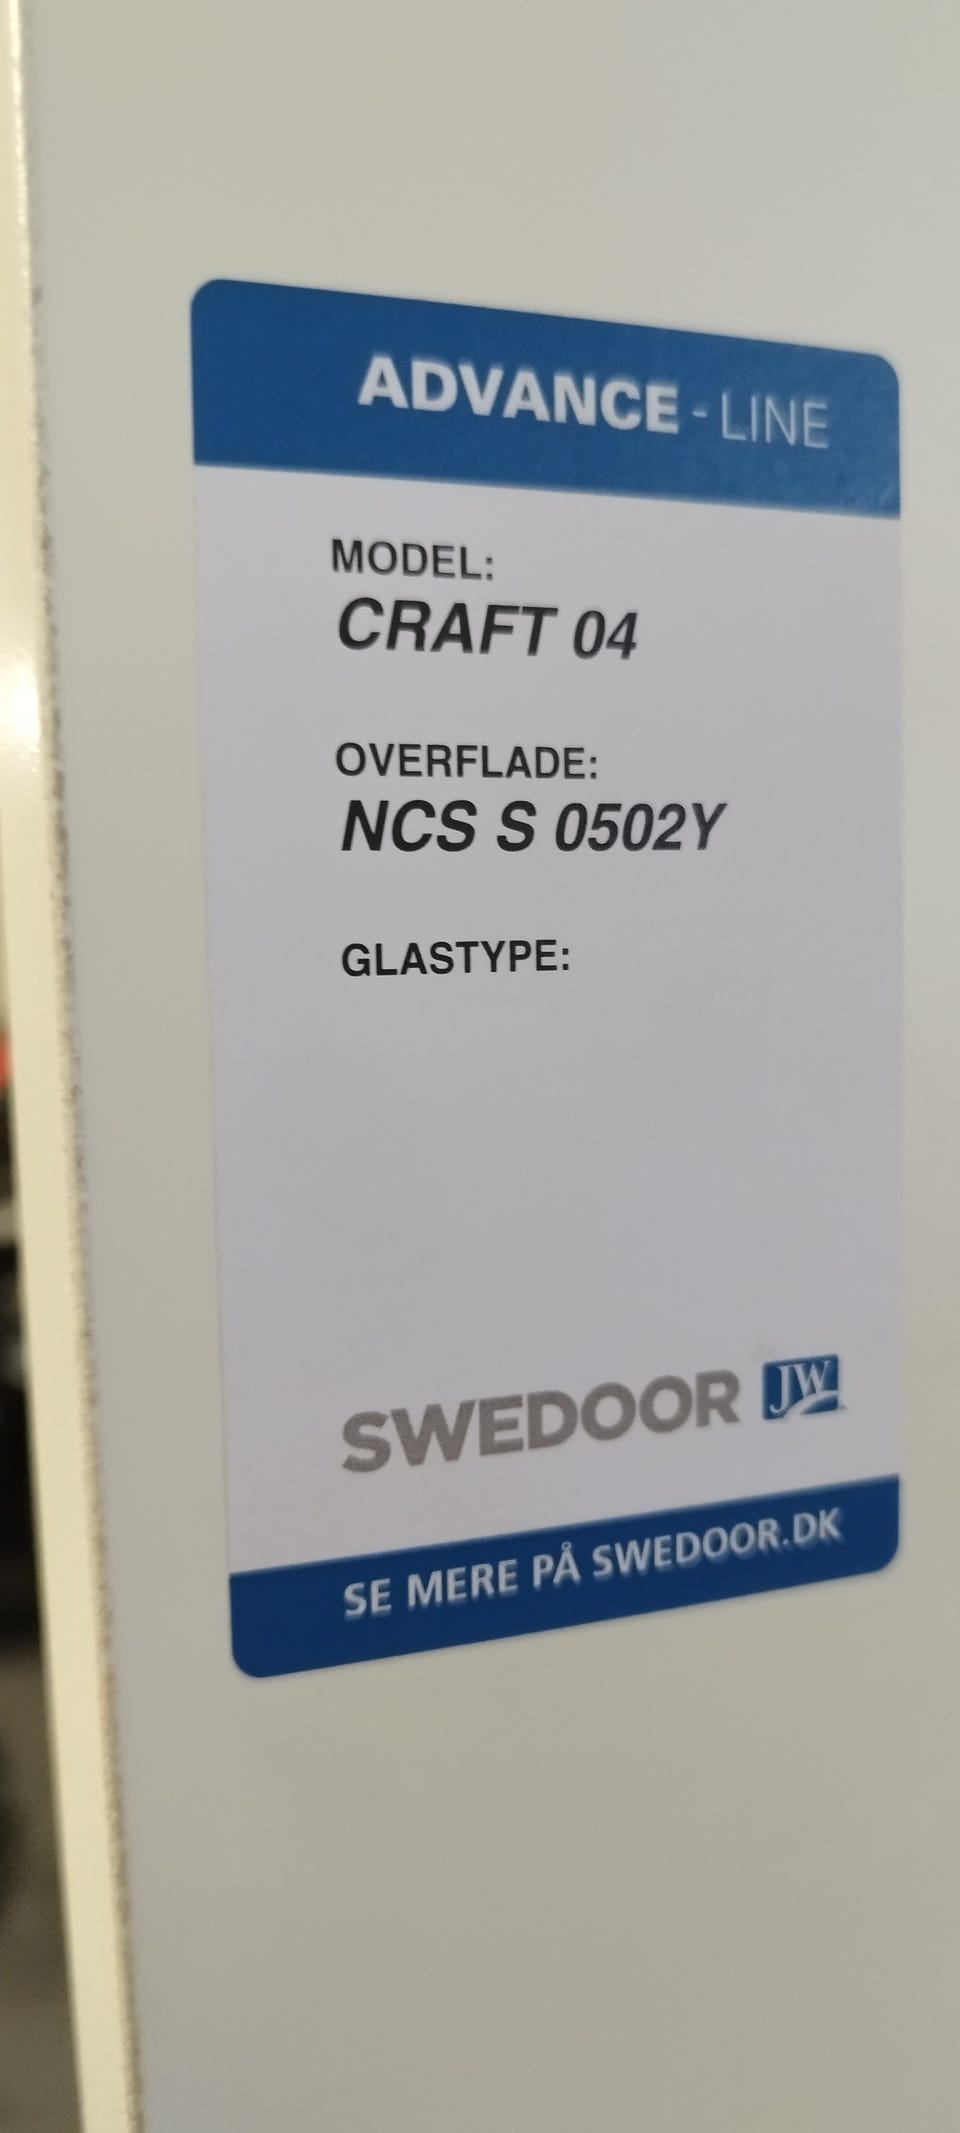 ADVANCE - LINE
MODEL:
CRAFT 04
OVERFLADE:
NCS S 0502Y
GLASTYPE:
SWEDOOR JW
SE MERE PÅ SWEDOOR.DK